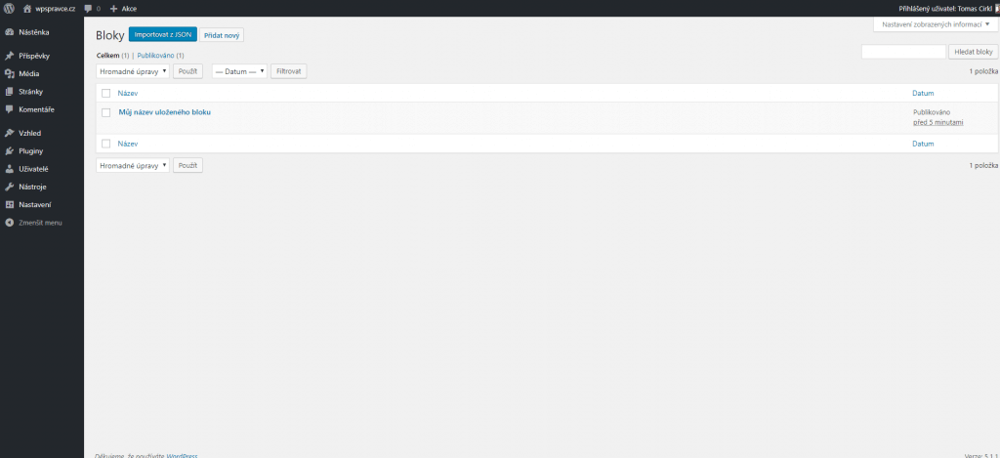 wpspravce.cz 0 Akce Přihlášený uživatel: Tomas Cirkl
Nastavení zobrazených informací
Nástěnka
Příspěvky
Média
Stránky
Komentáře
Vzhled
Pluginy
Uživatelé
Nástroje
Nastavení
Zmenšit menu
Bloky Importovat z JSON Přidat nový
Celkem (1) | Publikováno (1)
Hledat bloky
Hromadné úpravy Použít — Datum — Filtrovat 1 položka
Název Datum
Můj název uloženého bloku Publikováno
před 5 minutami
Název Datum
Hromadné úpravy Použít 1 položka
Děkujeme, že používáte WordPress Verze: 5.1.1